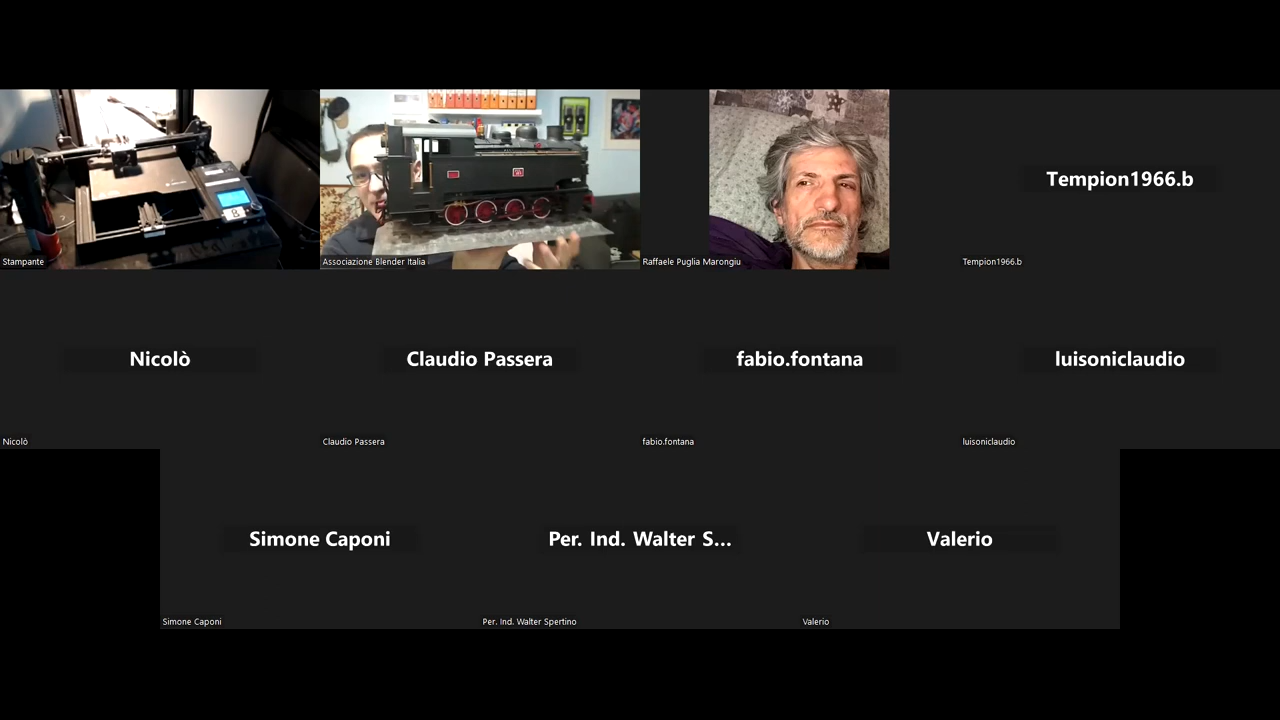 Stampante
Associazione Blender Italia
Raffaele Puglia Marongiu
Tempion1966.b
Tempion1966.b
Nicolò
Claudio Passera
fabio.fontana
luisoniclaudio
Nicolò
Claudio Passera
fabio.fontana
luisoniclaudio
Simone Caponi
Per. Ind. Walter S...
Valerio
Simone Caponi
Per. Ind. Walter Spertino
Valerio